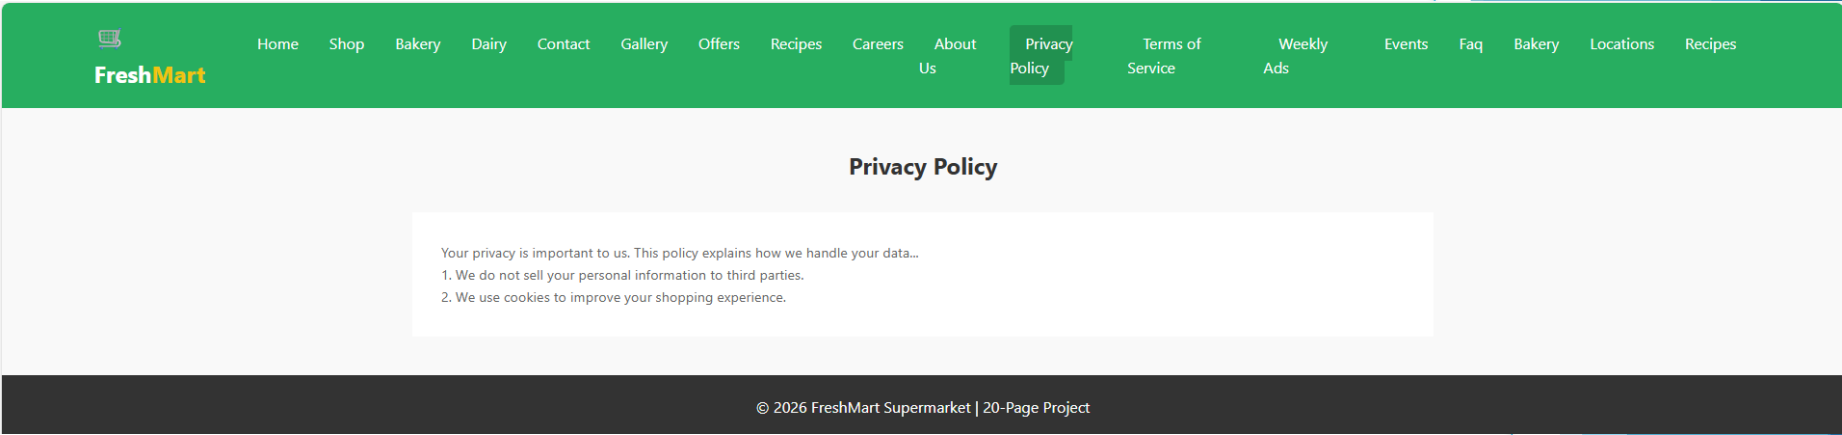 FreshMart
Home
Shop
Bakery
Dairy
Contact
Gallery
Offers
Recipes
Careers
About
Us
Privacy
Policy
Terms of
Service
Weekly
Ads
Events
Faq
Bakery
Locations
Recipes
Privacy Policy
Your privacy is important to us. This policy explains how we handle your data...
1. We do not sell your personal information to third parties.
2. We use cookies to improve your shopping experience.
© 2026 FreshMart Supermarket | 20-Page Project